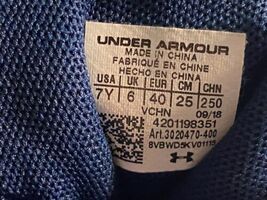 UNDER ARMOUR
MADE IN CHINA
FABRIQUÉ EN CHINE
HECHO EN CHINA
USA UK EUR CM CHN
7Y 6 40 25 250
VCHN 09/18
4201198351
Art.3020470-400
8VBWD5KV01115